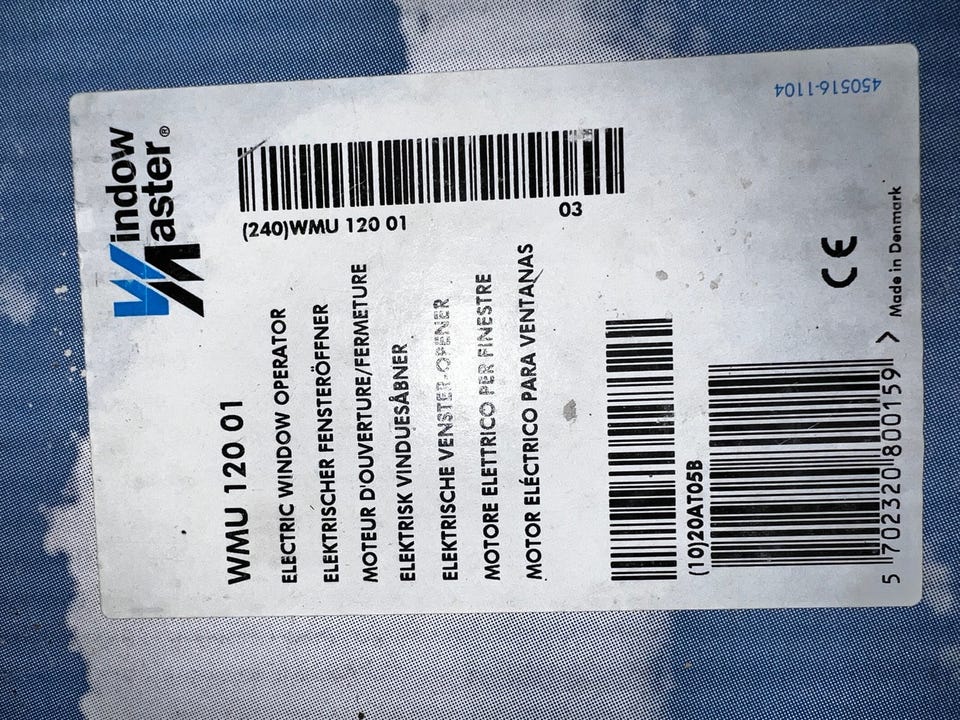 Window
Master®
WMU 120 01
ELECTRIC WINDOW OPERATOR
ELEKTRISCHER FENSTERÖFFNER
MOTEUR D'OUVERTURE/FERMETURE
ELEKTRISK VINDUESÅBNER
ELEKTRISCHE VENSTER-OPENER
MOTORE ELETTRICO PER FINESTRE
MOTOR ELÉCTRICO PARA VENTANAS
(240)WMU 120 01
03
(10)20AT05B
5 702320 800159 >
CE
Made in Denmark
450516-1104